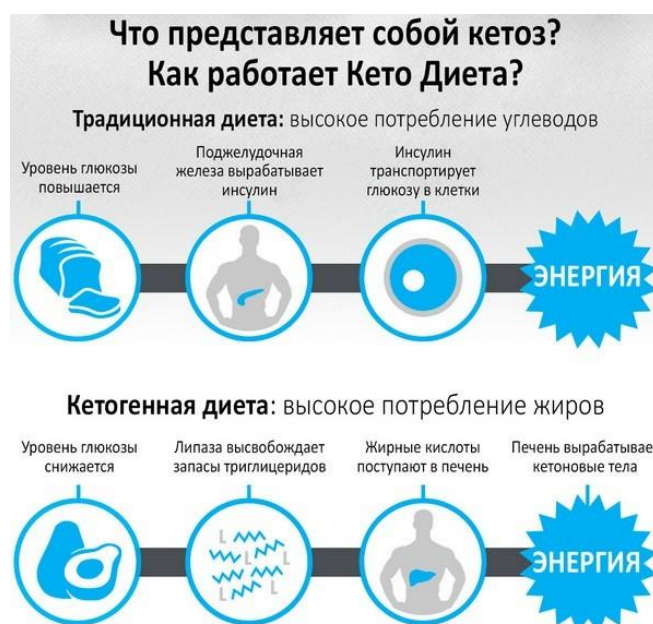 Что представляет собой кетоз?
Как работает Кето Диета?
Традиционная диета: высокое потребление углеводов
Уровень глюкозы
повышается
Поджелудочная
железа вырабатывает
инсулин
Инсулин
транспортирует
глюкозу в клетки
ЭНЕРГИЯ
Кетогенная диета: высокое потребление жиров
Уровень глюкозы
снижается
Липаза высвобождает
запасы триглицеридов
Жирные кислоты
поступают в печень
Печень вырабатывае
кетоновые тела
L
L
L
L
L
ЭНЕРГИЯ